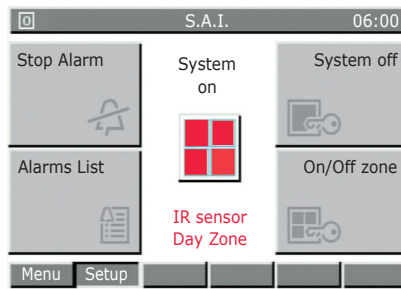 0 S.A.I. 06:00
Stop Alarm
System
on
System off
Alarms List
On/Off zone
IR sensor
Day Zone
Menu Setup